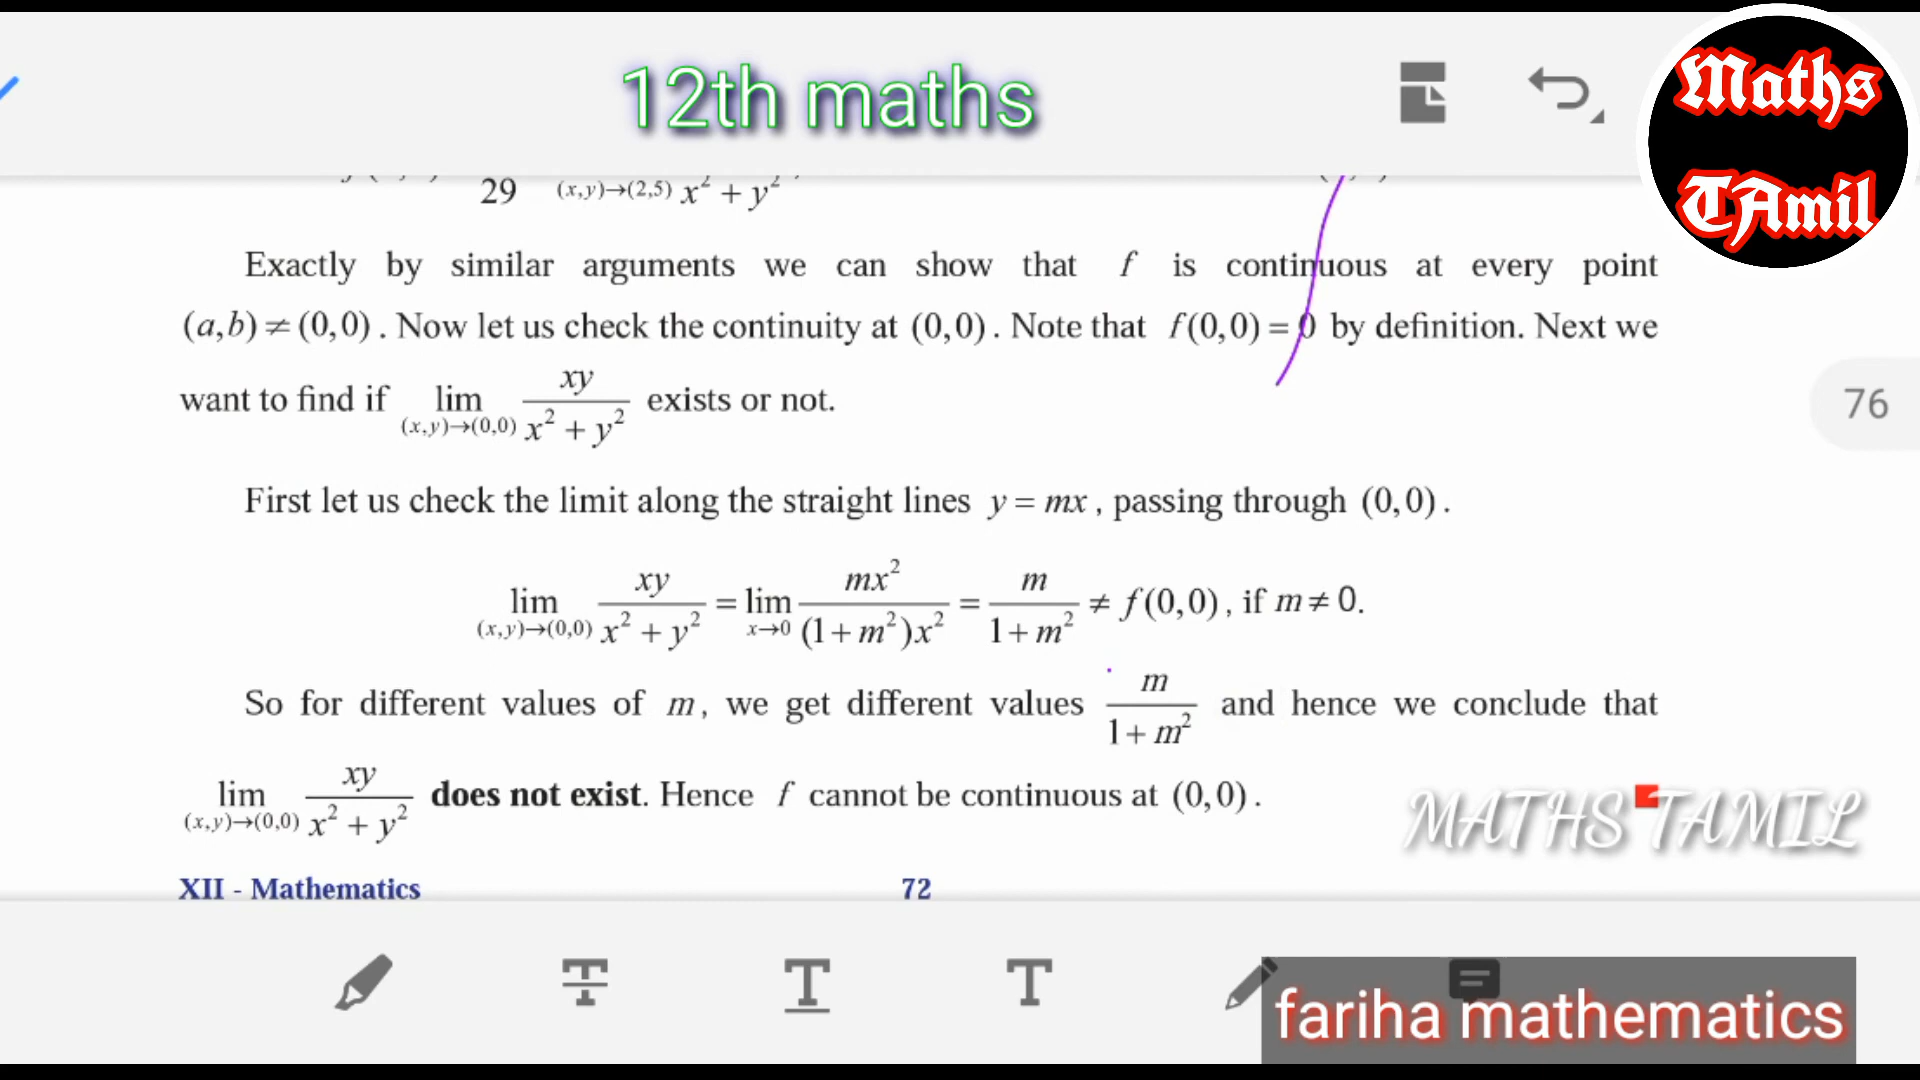 12th maths
Maths
TAmil
29 (x,y)→(2,5) x² + y²
Exactly by similar arguments we can show that f is continuous at every point
(a,b) ≠ (0,0). Now let us check the continuity at (0,0). Note that f(0,0) = 0 by definition. Next we
want to find if lim (x,y)→(0,0) xy / (x² + y²) exists or not.
76
First let us check the limit along the straight lines y = mx, passing through (0,0).
lim (x,y)→(0,0) xy / (x² + y²) = lim x→0 mx² / ((1+m²)x²) = m / (1+m²) ≠ f(0,0), if m ≠ 0.
So for different values of m, we get different values m / (1+m²) and hence we conclude that
lim (x,y)→(0,0) xy / (x² + y²) does not exist. Hence f cannot be continuous at (0,0).
MATHS TAMIL
XII - Mathematics 72
T T T
fariha mathematics